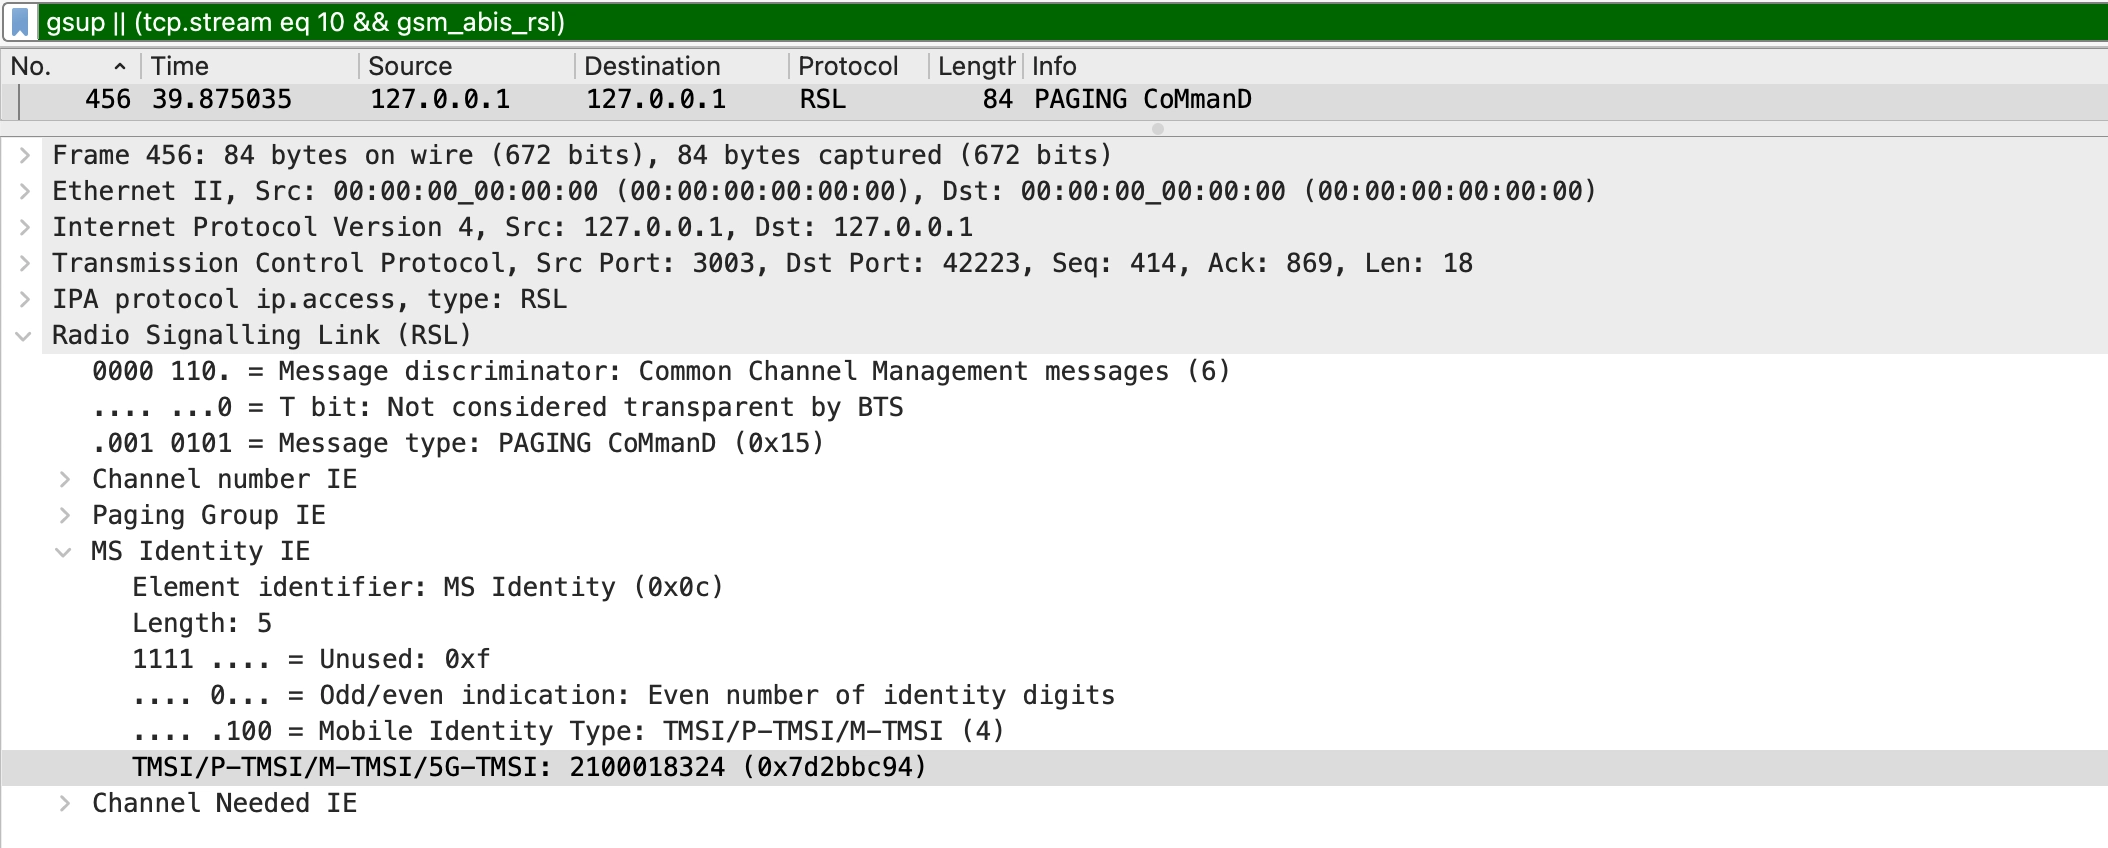 gsup || (tcp.stream eq 10 && gsm_abis_rsl)
No. Time Source Destination Protocol Length Info
456 39.875035 127.0.0.1 127.0.0.1 RSL 84 PAGING CoMmanD
Frame 456: 84 bytes on wire (672 bits), 84 bytes captured (672 bits)
Ethernet II, Src: 00:00:00_00:00:00 (00:00:00:00:00:00), Dst: 00:00:00_00:00:00 (00:00:00:00:00:00)
Internet Protocol Version 4, Src: 127.0.0.1, Dst: 127.0.0.1
Transmission Control Protocol, Src Port: 3003, Dst Port: 42223, Seq: 414, Ack: 869, Len: 18
IPA protocol ip.access, type: RSL
Radio Signalling Link (RSL)
0000 110. = Message discriminator: Common Channel Management messages (6)
.... ...0 = T bit: Not considered transparent by BTS
.001 0101 = Message type: PAGING CoMmanD (0x15)
Channel number IE
Paging Group IE
MS Identity IE
Element identifier: MS Identity (0x0c)
Length: 5
1111 .... = Unused: 0xf
.... 0... = Odd/even indication: Even number of identity digits
.... .100 = Mobile Identity Type: TMSI/P-TMSI/M-TMSI (4)
TMSI/P-TMSI/M-TMSI/5G-TMSI: 2100018324 (0x7d2bbc94)
Channel Needed IE